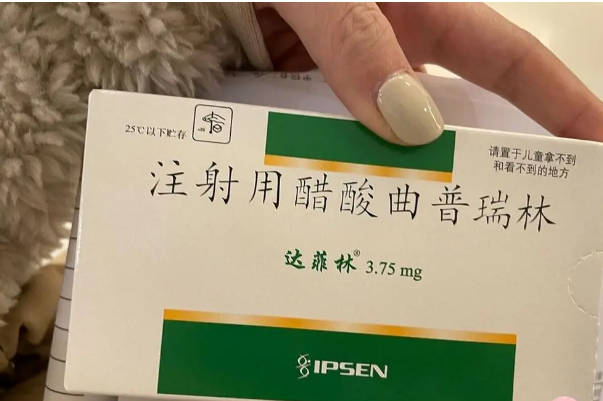 25℃以下贮存
请置于儿童拿不到
和看不到的地方
注射用醋酸曲普瑞林
达菲林® 3.75 mg
IPSEN